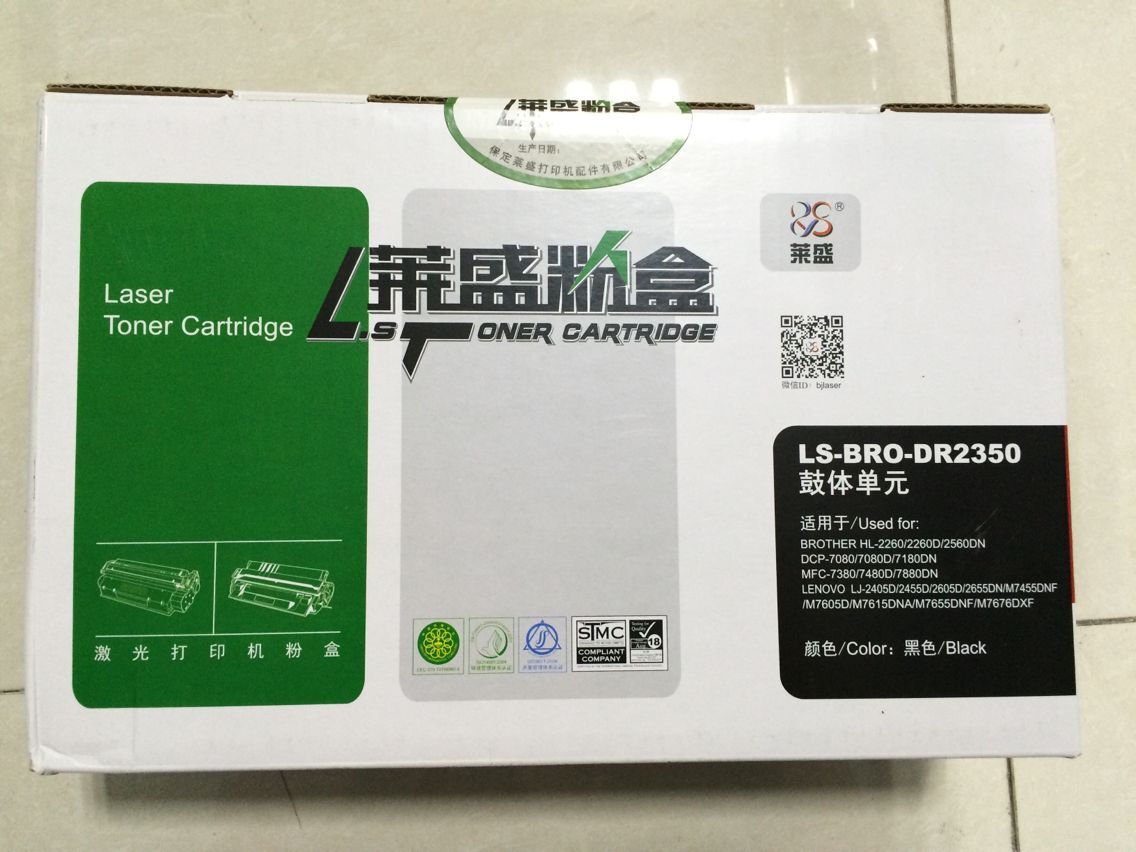 莱盛粉盒
生产日期:
保定莱盛打印机配件有限公司
Laser
Toner Cartridge
莱盛粉盒
L.S TONER CARTRIDGE
®
莱盛
微信ID: bjlaser
LS-BRO-DR2350
鼓体单元
适用于/Used for:
BROTHER HL-2260/2260D/2560DN
DCP-7080/7080D/7180DN
MFC-7380/7480D/7880DN
LENOVO LJ-2405D/2455D/2605D/2655DN/M7455DNF
/M7605D/M7615DNA/M7655DNF/M7676DXF
颜色/Color: 黑色/Black
激光打印机粉盒
STMC
COMPLIANT
COMPANY
Testing for
Quality
18